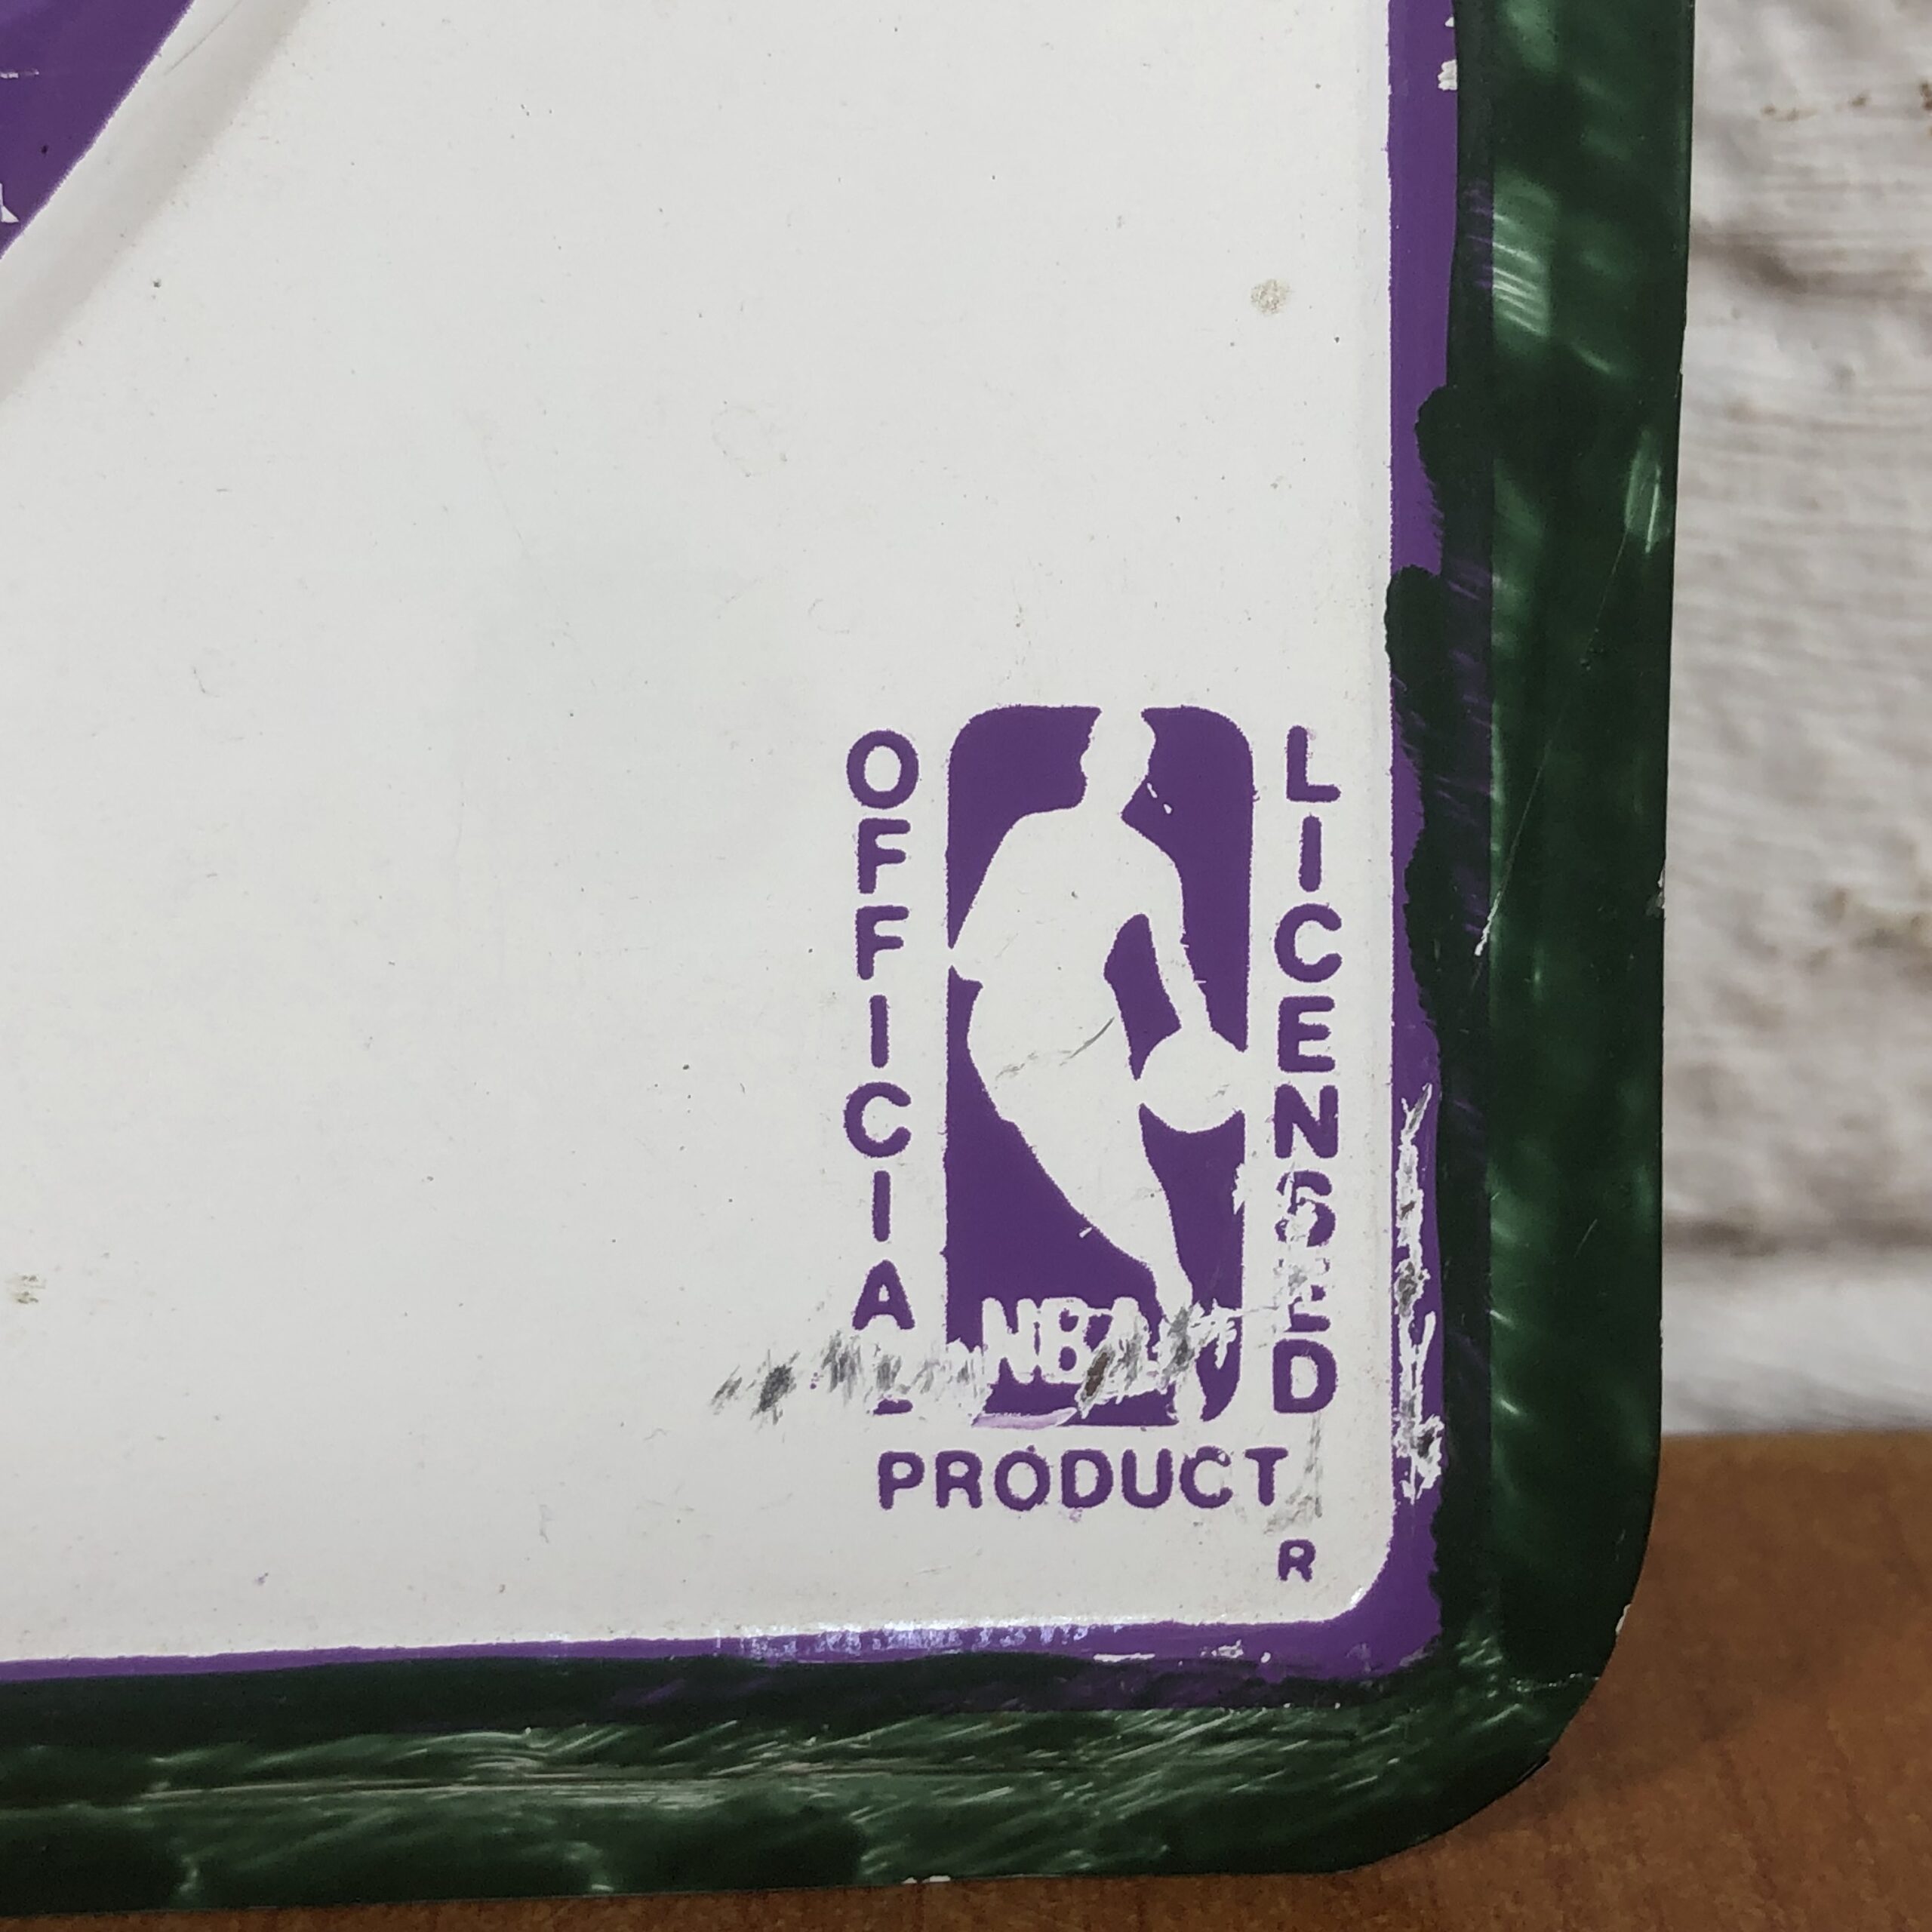 OFFICIAL
LICENSED
NBA
PRODUCT
R